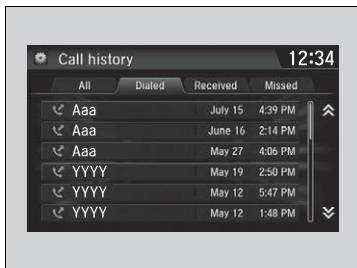 Call history 12:34
All Dialed Received Missed
Aaa July 15 4:39 PM
Aaa June 16 2:14 PM
Aaa May 27 4:06 PM
YYYY May 19 2:50 PM
YYYY May 12 5:47 PM
YYYY May 12 1:48 PM